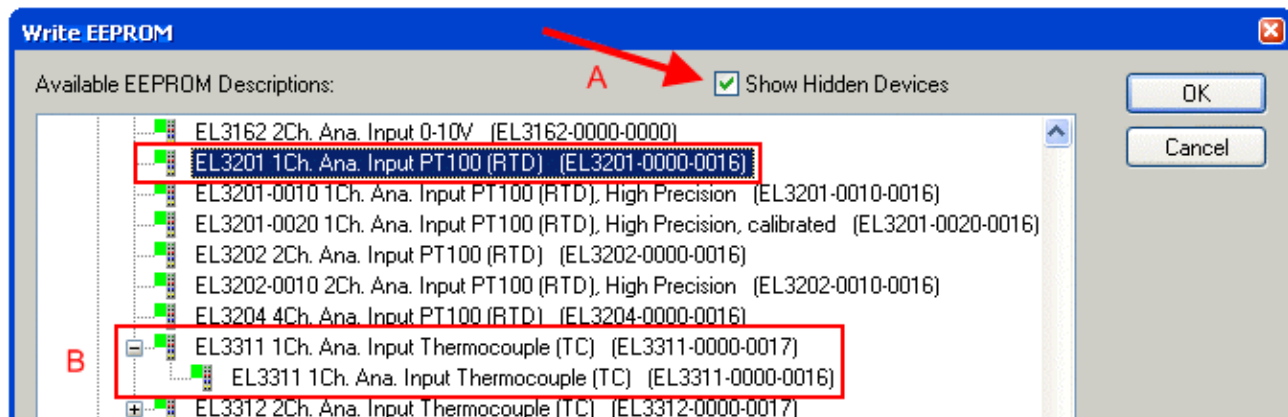 Write EEPROM
Available EEPROM Descriptions:
A
Show Hidden Devices
OK
Cancel
EL3162 2Ch. Ana. Input 0-10V (EL3162-0000-0000)
EL3201 1Ch. Ana. Input PT100 (RTD) (EL3201-0000-0016)
EL3201-0010 1Ch. Ana. Input PT100 (RTD), High Precision (EL3201-0010-0016)
EL3201-0020 1Ch. Ana. Input PT100 (RTD), High Precision, calibrated (EL3201-0020-0016)
EL3202 2Ch. Ana. Input PT100 (RTD) (EL3202-0000-0016)
EL3202-0010 2Ch. Ana. Input PT100 (RTD), High Precision (EL3202-0010-0016)
EL3204 4Ch. Ana. Input PT100 (RTD) (EL3204-0000-0016)
B
EL3311 1Ch. Ana. Input Thermocouple (TC) (EL3311-0000-0017)
EL3311 1Ch. Ana. Input Thermocouple (TC) (EL3311-0000-0016)
EL3312 2Ch. Ana. Input Thermocouple (TC) (EL3312-0000-0017)